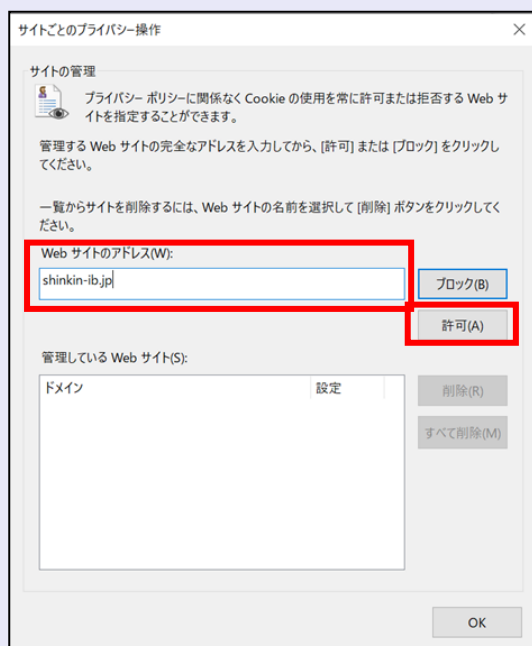 サイトごとのプライバシー操作
サイトの管理
プライバシー ポリシーに関係なく Cookie の使用を常に許可または拒否する Web サ
イトを指定することができます。
管理する Web サイトの完全なアドレスを入力してから、[許可] または [ブロック] をクリックし
てください。
一覧からサイトを削除するには、Web サイトの名前を選択して [削除] ボタンをクリックしてく
ださい。
Web サイトのアドレス(W):
shinkin-ib.jp
ブロック(B)
許可(A)
管理している Web サイト(S):
ドメイン 設定
削除(R)
すべて削除(M)
OK